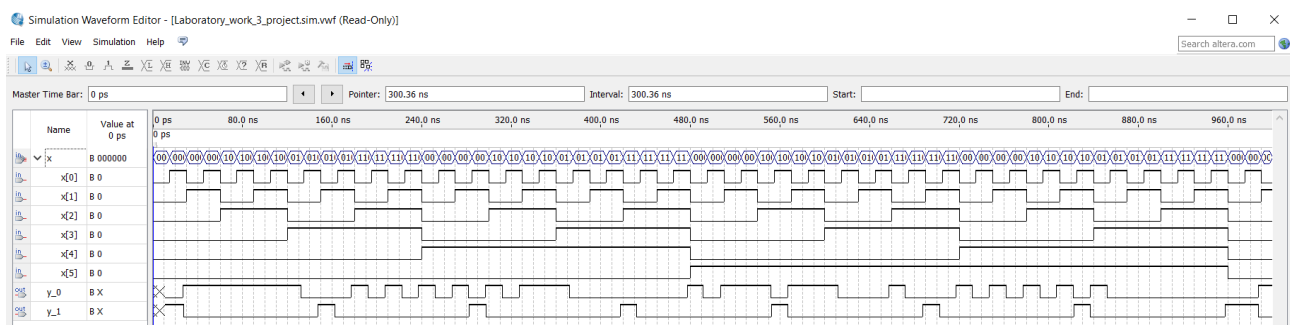 Simulation Waveform Editor - [Laboratory_work_3_project.sim.vwf (Read-Only)]
File Edit View Simulation Help
Search altera.com
Master Time Bar: 0 ps Pointer: 300.36 ns Interval: 300.36 ns Start: End:
Name Value at 0 ps 0 ps 80.0 ns 160.0 ns 240.0 ns 320.0 ns 400.0 ns 480.0 ns 560.0 ns 640.0 ns 720.0 ns 800.0 ns 880.0 ns 960.0 ns
0 ps
x B 000000
x[0] B 0
x[1] B 0
x[2] B 0
x[3] B 0
x[4] B 0
x[5] B 0
y_0 B X
y_1 B X